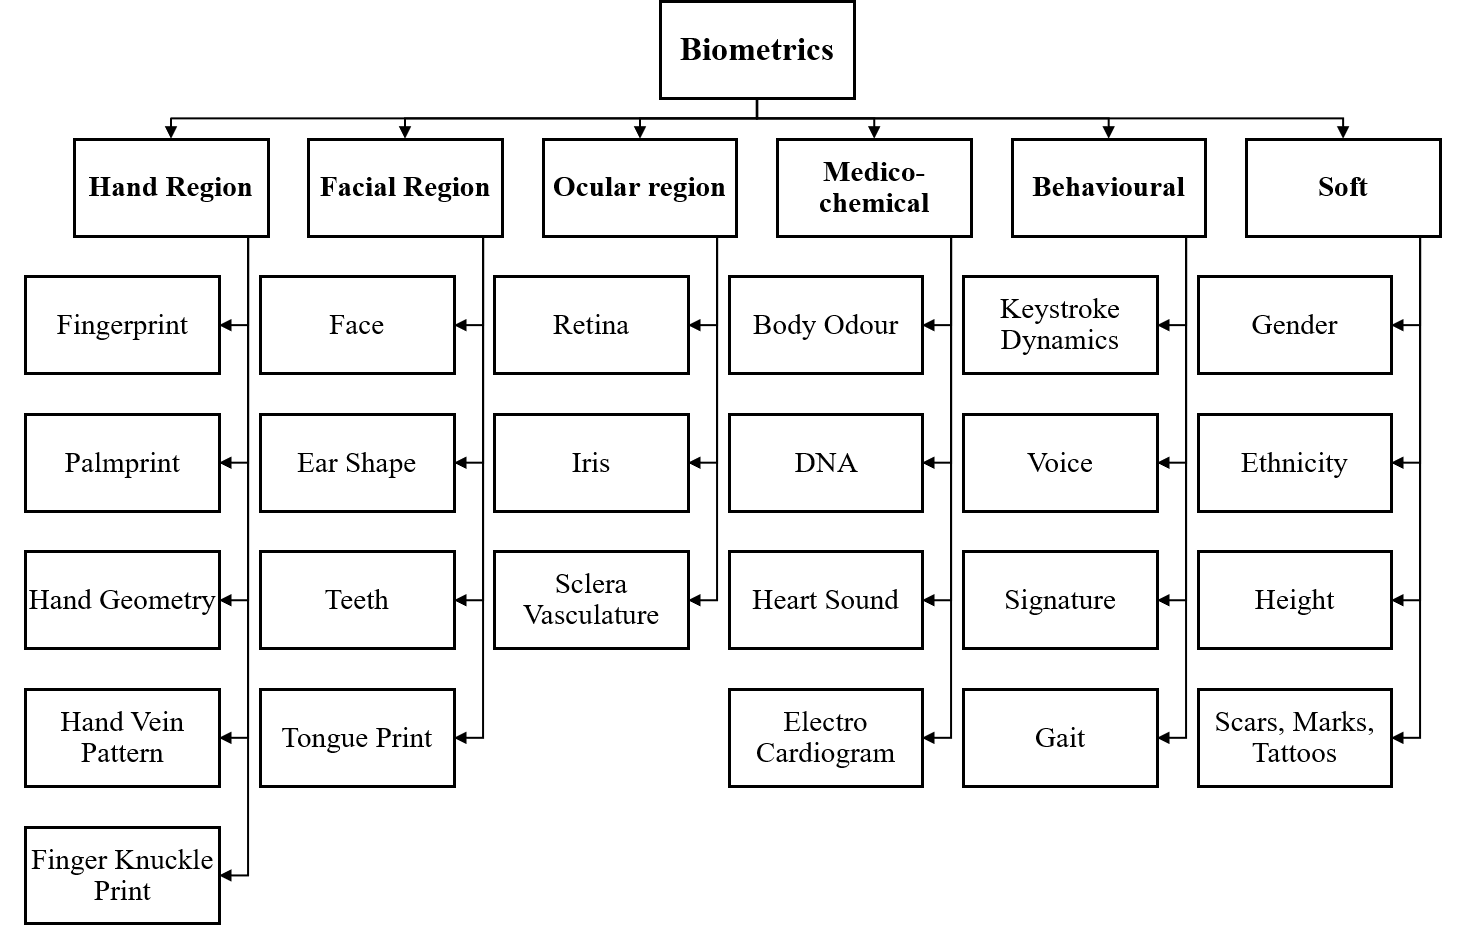 Biometrics
Hand Region
Facial Region
Ocular region
Medico-
chemical
Behavioural
Soft
Fingerprint
Face
Retina
Body Odour
Keystroke
Dynamics
Gender
Palmprint
Ear Shape
Iris
DNA
Voice
Ethnicity
Hand Geometry
Teeth
Sclera
Vasculature
Heart Sound
Signature
Height
Hand Vein
Pattern
Tongue Print
Electro
Cardiogram
Gait
Scars, Marks,
Tattoos
Finger Knuckle
Print